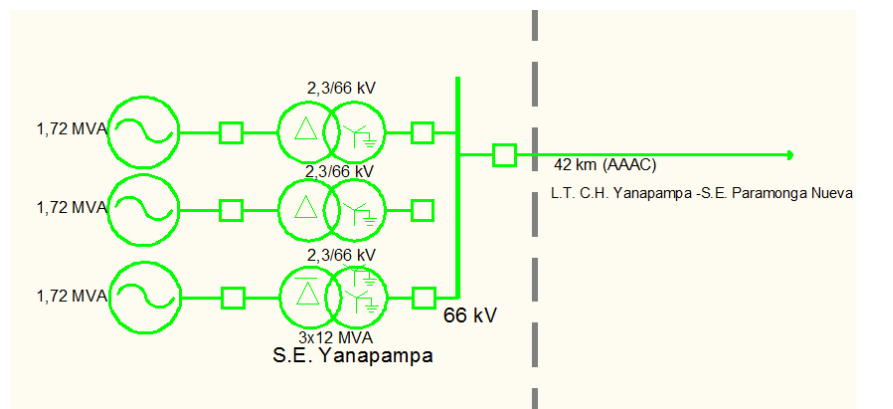 2,3/66 kV
1,72 MVA
42 km (AAAC)
2,3/66 kV
L.T. C.H. Yanapampa -S.E. Paramonga Nueva
1,72 MVA
2,3/66 kV
1,72 MVA
66 kV
3x12 MVA
S.E. Yanapampa